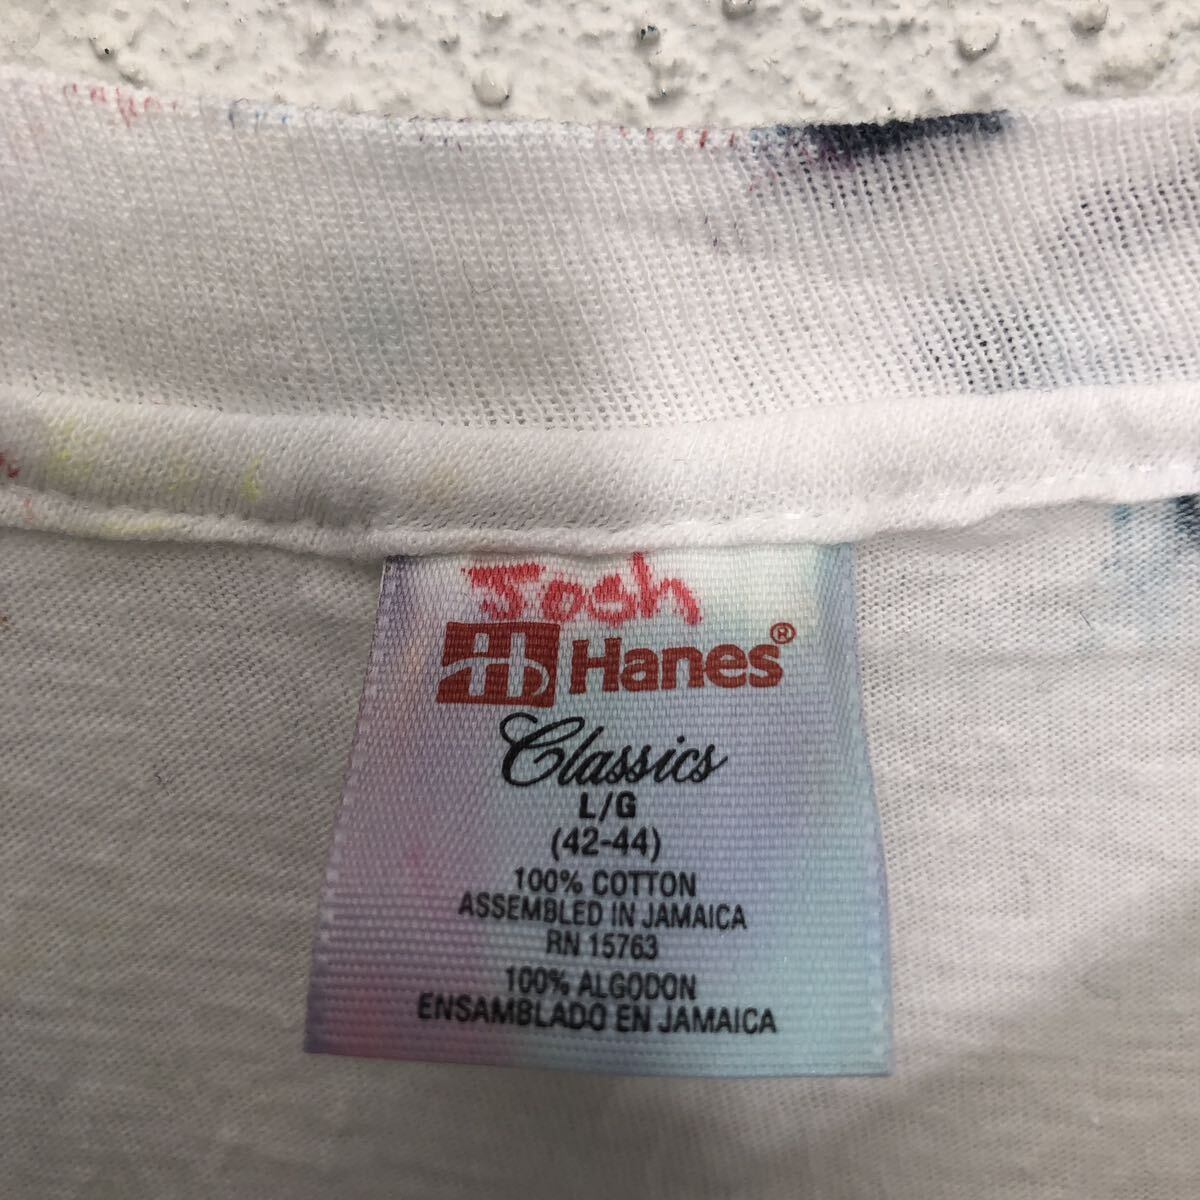 Josh
Hanes®
Classics
L/G
(42-44)
100% COTTON
ASSEMBLED IN JAMAICA
RN 15763
100% ALGODON
ENSAMBLADO EN JAMAICA